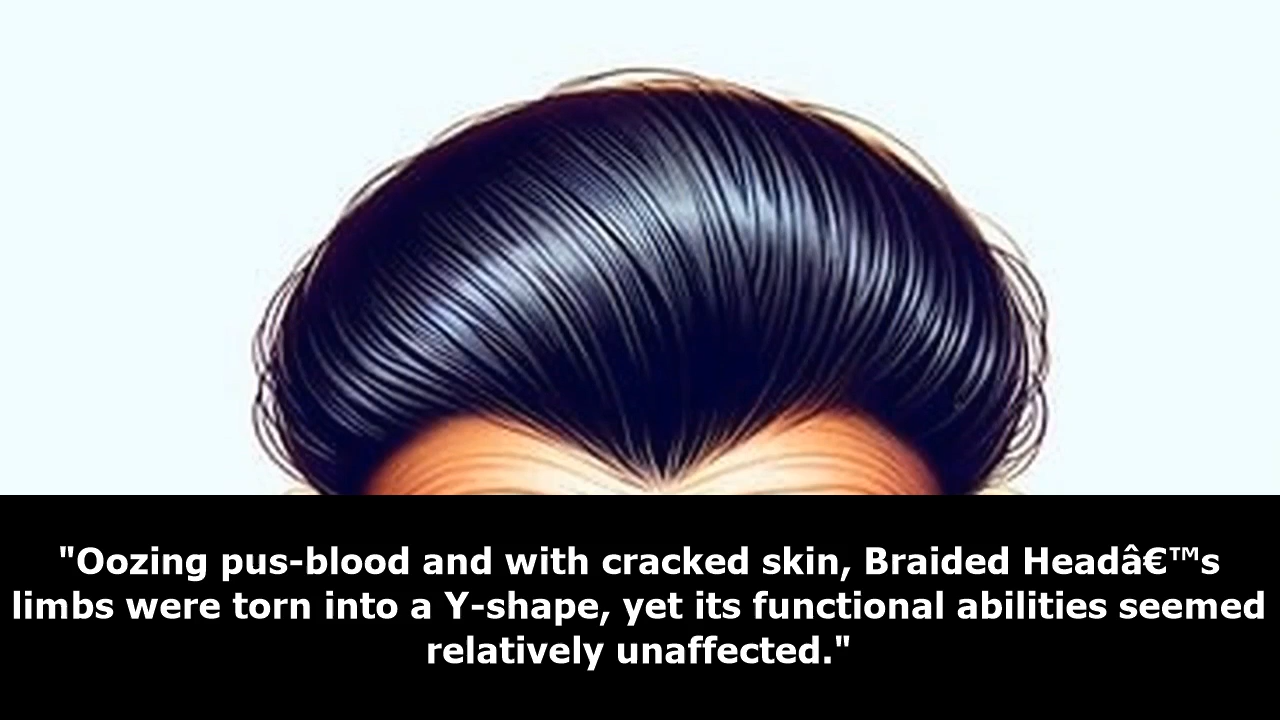 "Oozing pus-blood and with cracked skin, Braided Headâ€™s
limbs were torn into a Y-shape, yet its functional abilities seemed
relatively unaffected."